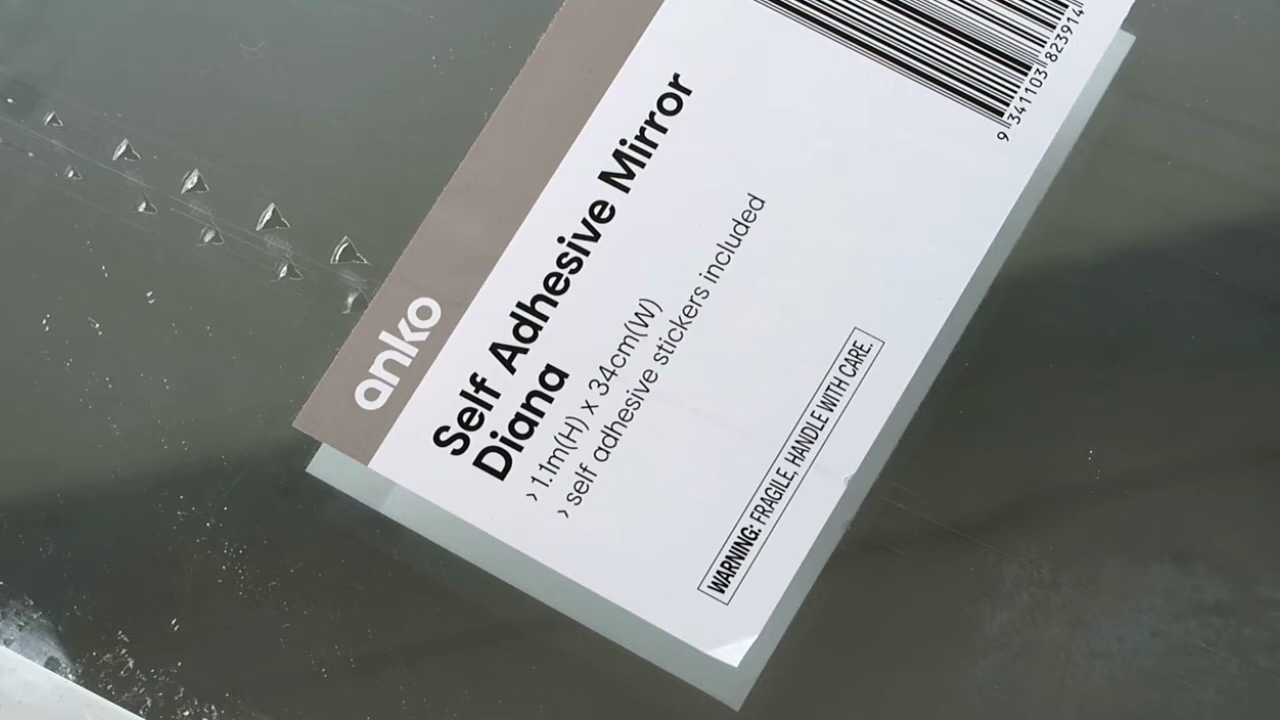 anko
Self Adhesive Mirror
Diana
› 1.1m(H) x 34cm(W)
› self adhesive stickers included
WARNING: FRAGILE, HANDLE WITH CARE.
9 341103 823914